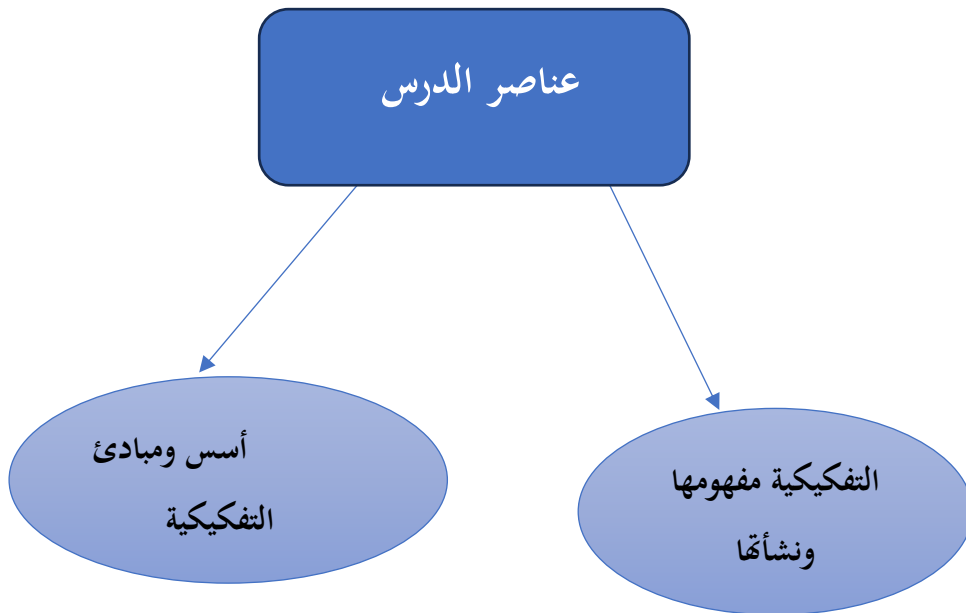 عناصر الدرس
التفكيكية مفهومها
ونشأتها
أسس ومبادئ
التفكيكية